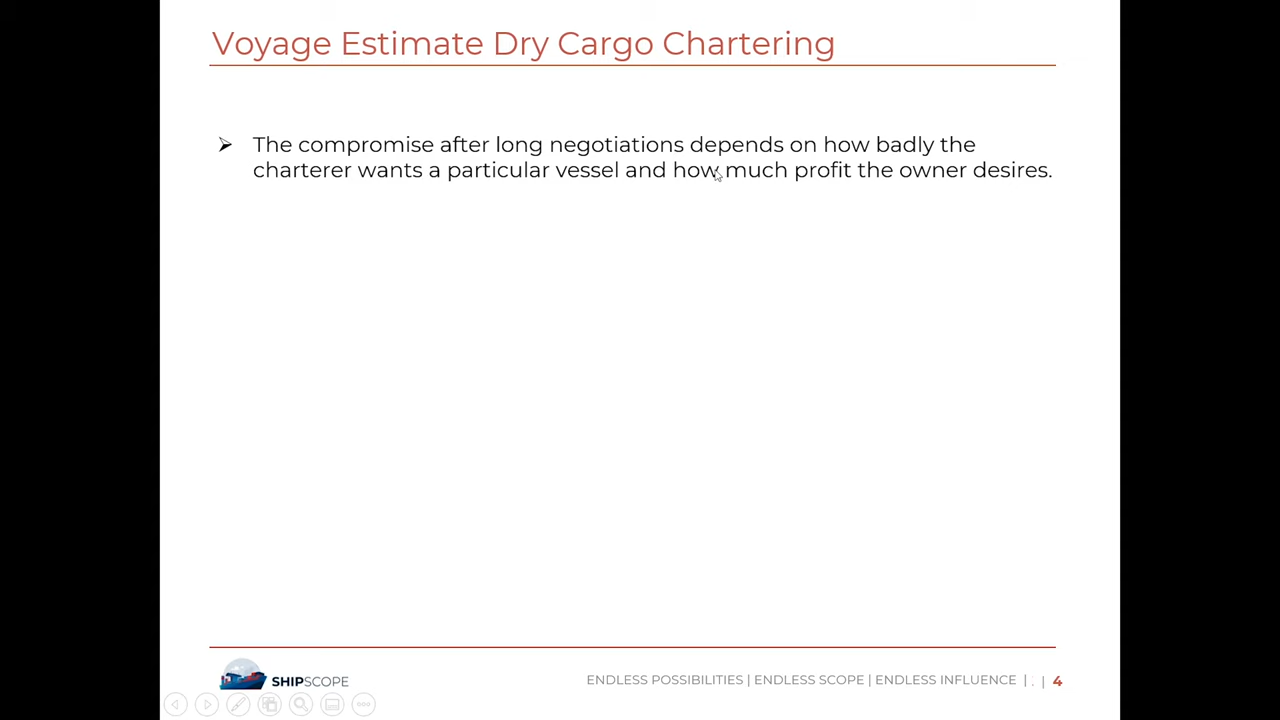 Voyage Estimate Dry Cargo Chartering
The compromise after long negotiations depends on how badly the
charterer wants a particular vessel and how much profit the owner desires.
SHIPSCOPE
ENDLESS POSSIBILITIES | ENDLESS SCOPE | ENDLESS INFLUENCE | . | 4